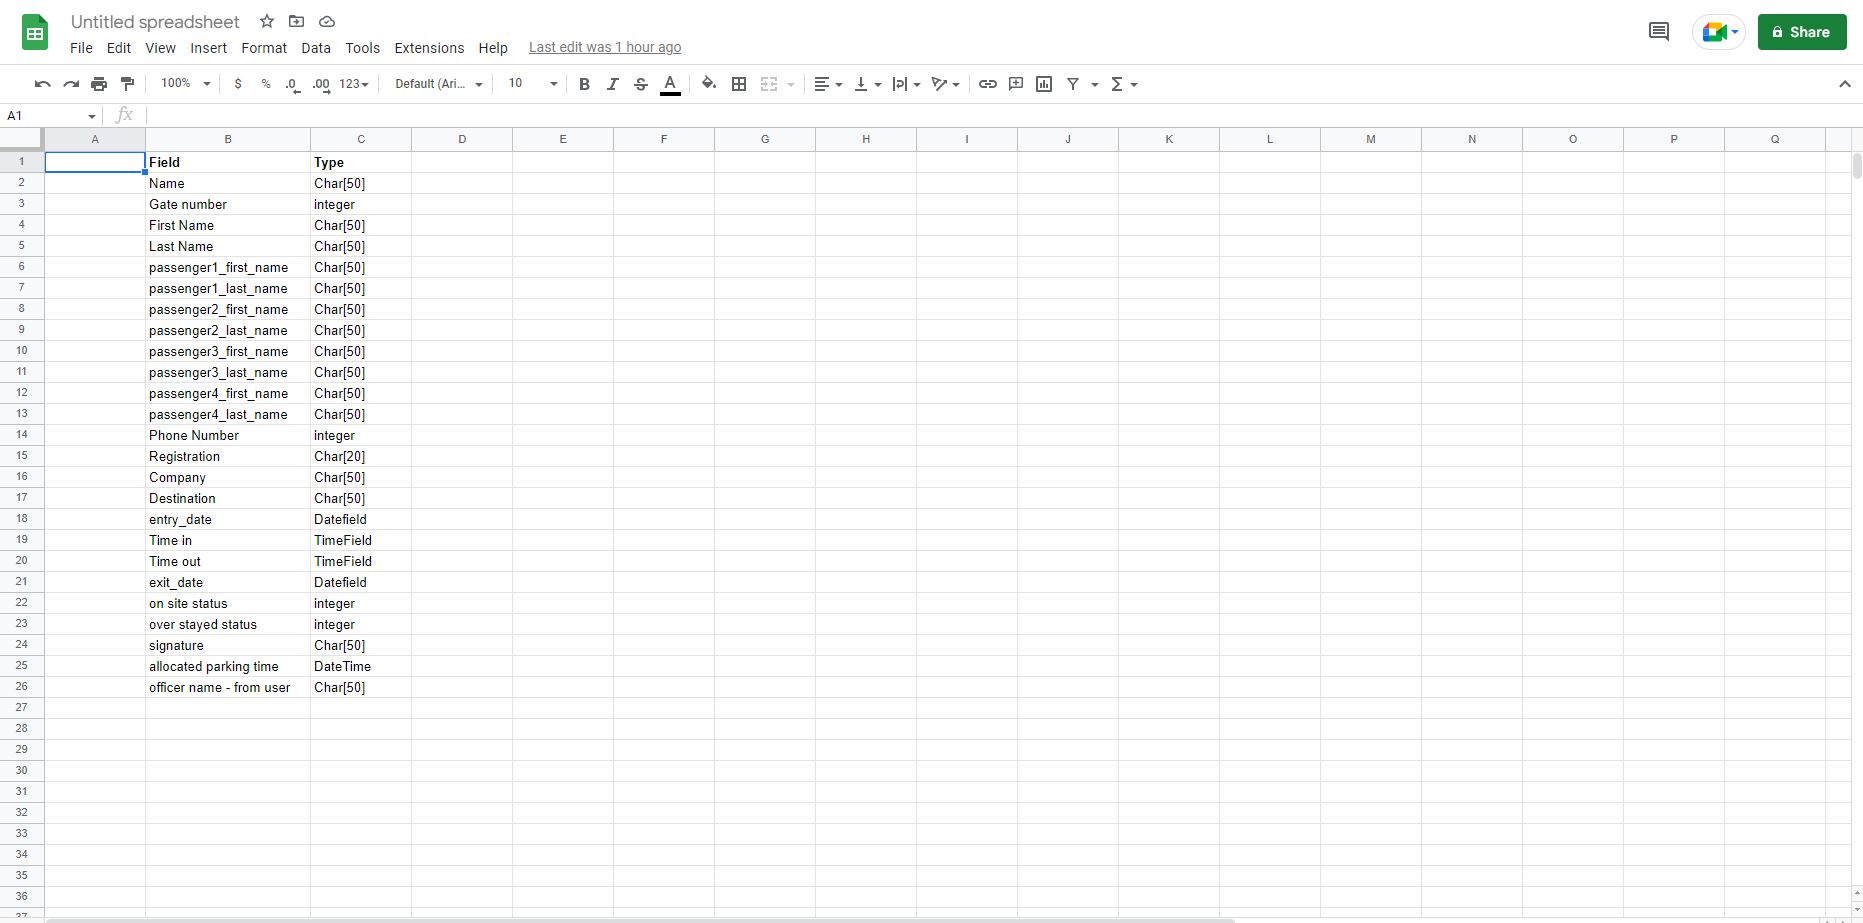 Untitled spreadsheet
File Edit View Insert Format Data Tools Extensions Help Last edit was 1 hour ago
Share
100% $ % .0 .00 123 Default (Ari... 10 B I S A
A1 fx
A B C D E F G H I J K L M N O P Q
1 Field Type
2 Name Char[50]
3 Gate number integer
4 First Name Char[50]
5 Last Name Char[50]
6 passenger1_first_name Char[50]
7 passenger1_last_name Char[50]
8 passenger2_first_name Char[50]
9 passenger2_last_name Char[50]
10 passenger3_first_name Char[50]
11 passenger3_last_name Char[50]
12 passenger4_first_name Char[50]
13 passenger4_last_name Char[50]
14 Phone Number integer
15 Registration Char[20]
16 Company Char[50]
17 Destination Char[50]
18 entry_date Datefield
19 Time in TimeField
20 Time out TimeField
21 exit_date Datefield
22 on site status integer
23 over stayed status integer
24 signature Char[50]
25 allocated parking time DateTime
26 officer name - from user Char[50]
27
28
29
30
31
32
33
34
35
36
37